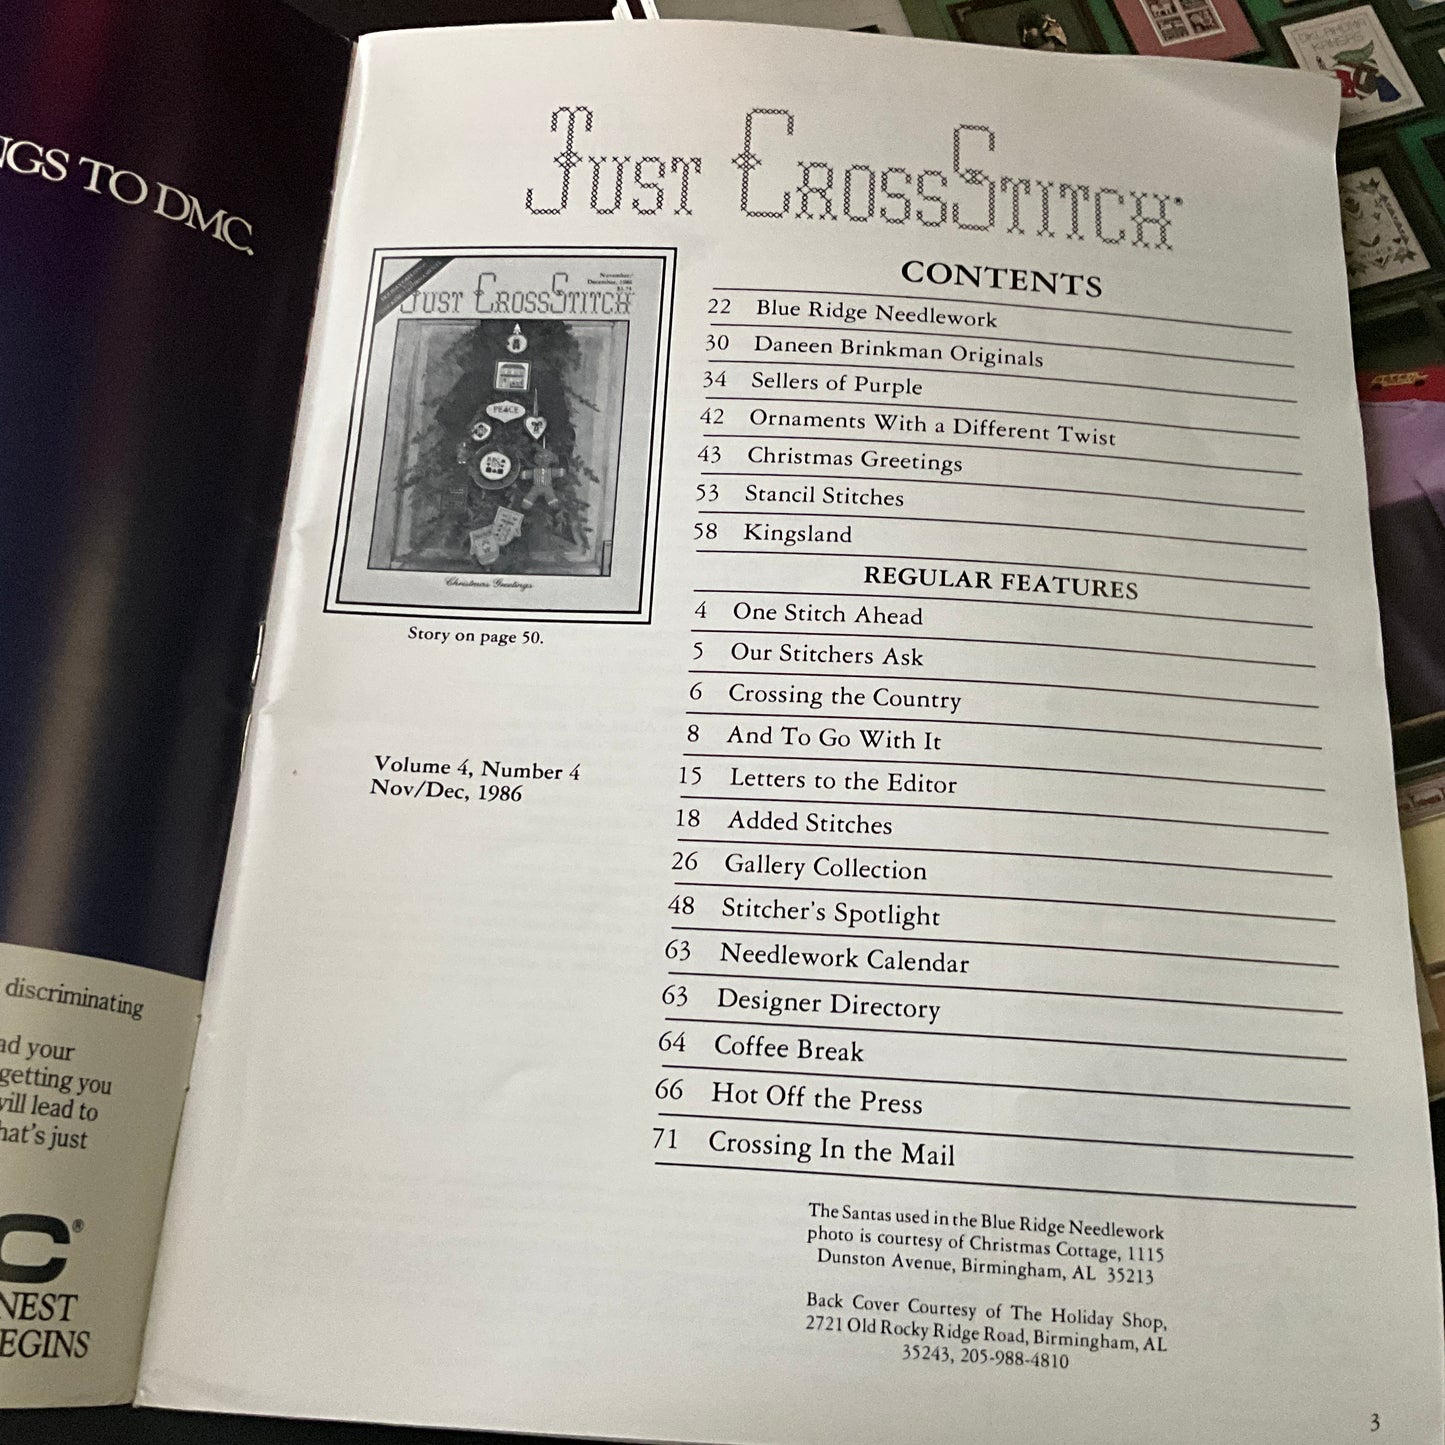 NGS TO DMC.
discriminating
ad your
getting you
will lead to
hat's just
C®
NEST
EGINS
JUST CROSSSTITCH®
November/
December, 1986
JUST CROSSSTITCH
PEACE
Christmas Greetings
Story on page 50.
Volume 4, Number 4
Nov/Dec, 1986
CONTENTS
22 Blue Ridge Needlework
30 Daneen Brinkman Originals
34 Sellers of Purple
42 Ornaments With a Different Twist
43 Christmas Greetings
53 Stancil Stitches
58 Kingsland
REGULAR FEATURES
4 One Stitch Ahead
5 Our Stitchers Ask
6 Crossing the Country
8 And To Go With It
15 Letters to the Editor
18 Added Stitches
26 Gallery Collection
48 Stitcher's Spotlight
63 Needlework Calendar
63 Designer Directory
64 Coffee Break
66 Hot Off the Press
71 Crossing In the Mail
The Santas used in the Blue Ridge Needlework
photo is courtesy of Christmas Cottage, 1115
Dunston Avenue, Birmingham, AL 35213
Back Cover Courtesy of The Holiday Shop,
2721 Old Rocky Ridge Road, Birmingham, AL
35243, 205-988-4810
3
OKLAHOMA
KANSAS